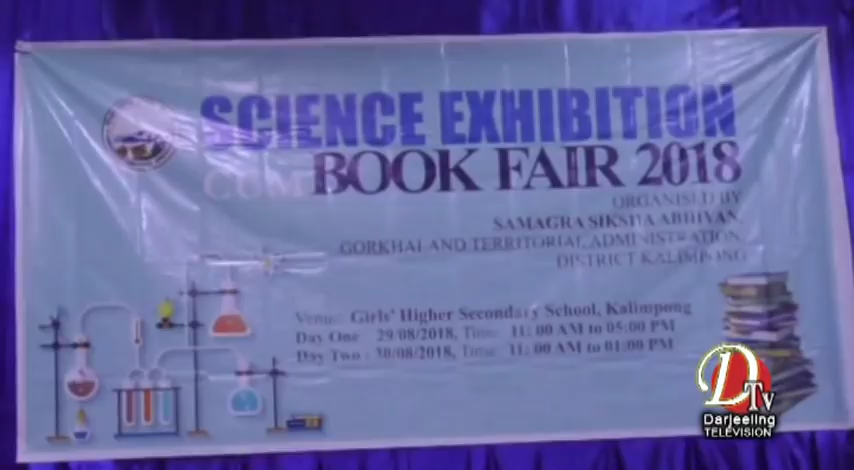 SCIENCE EXHIBITION
CUM BOOK FAIR 2018
ORGANISED BY
SAMAGRA SIKSHA ABHIYAN,
GORKHALAND TERRITORIAL ADMINISTRATION,
DISTRICT KALIMPONG
Venue: Girls' Higher Secondary School, Kalimpong
Day One : 29/08/2018, Time: 11:00 AM to 05:00 PM
Day Two : 30/08/2018, Time: 11:00 AM to 01:00 PM
DTv
Darjeeling
TELEVISION